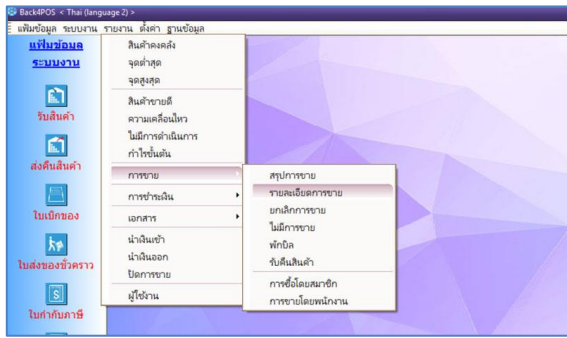 Back4POS < Thai (language 2) >
แฟ้มข้อมูล ระบบงาน รายงาน ตั้งค่า ฐานข้อมูล
แฟ้มข้อมูล
ระบบงาน
รับสินค้า
ส่งคืนสินค้า
ใบเบิกของ
ใบส่งของชั่วคราว
ใบกำกับภาษี
สินค้าคงคลัง
จุดต่ำสุด
จุดสูงสุด
สินค้าขายดี
ความเคลื่อนไหว
ไม่มีการดำเนินการ
กำไรขั้นต้น
การขาย
การชำระเงิน
เอกสาร
นำเงินเข้า
นำเงินออก
ปิดการขาย
ผู้ใช้งาน
สรุปการขาย
รายละเอียดการขาย
ยกเลิกการขาย
ไม่มีการขาย
พักบิล
รับคืนสินค้า
การซื้อโดยสมาชิก
การขายโดยพนักงาน